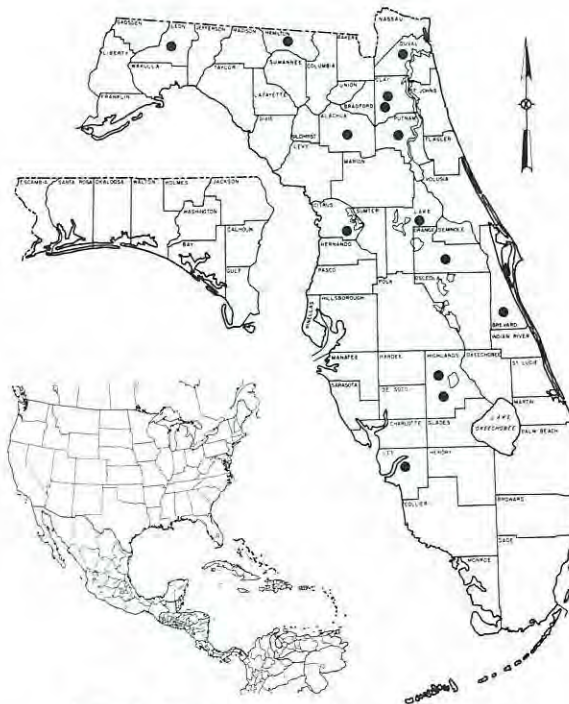 NASSAU
GADSDEN
LEON
JEFFERSON
MADISON
HAMILTON
BAKER
DUVAL
LIBERTY
WAKULLA
TAYLOR
SUWANNEE
COLUMBIA
CLAY
FRANKLIN
LAFAYETTE
UNION
BRADFORD
ST JOHNS
DIXIE
GILCHRIST
ALACHUA
PUTNAM
FLAGLER
LEVY
MARION
VOLUSIA
ESCAMBIA
SANTA ROSA
OKALOOSA
WALTON
HOLMES
JACKSON
WASHINGTON
BAY
CALHOUN
GULF
CITRUS
SUMTER
LAKE
HERNANDO
ORANGE
SEMINOLE
PASCO
POLK
OSCEOLA
PINELLAS
HILLSBOROUGH
BREVARD
INDIAN RIVER
MANATEE
HARDEE
HIGHLANDS
OKEECHOBEE
ST LUCIE
SARASOTA
DE SOTO
MARTIN
CHARLOTTE
GLADES
LAKE
OKEECHOBEE
PALM BEACH
LEE
HENDRY
COLLIER
BROWARD
DADE
MONROE